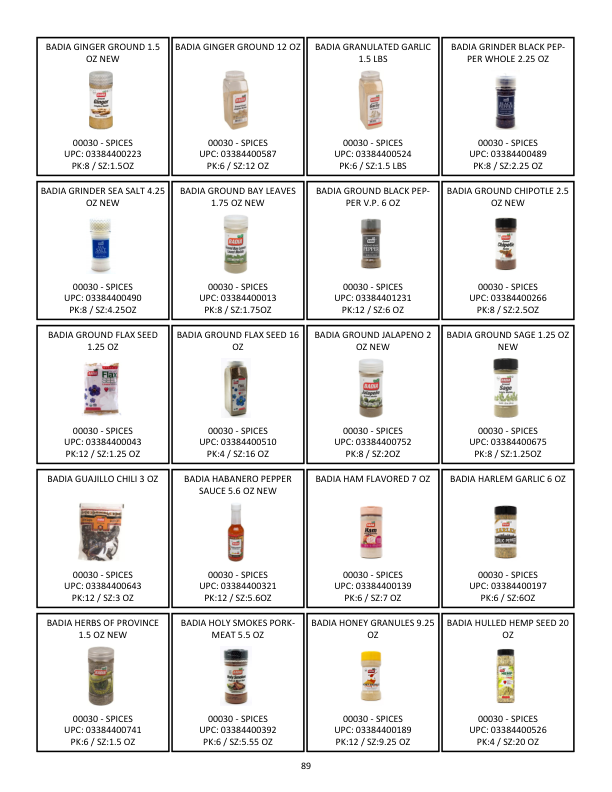 BADIA GINGER GROUND 1.5
OZ NEW
00030 - SPICES
UPC: 03384400223
PK:8 / SZ:1.5OZ
BADIA GINGER GROUND 12 OZ
00030 - SPICES
UPC: 03384400587
PK:6 / SZ:12 OZ
BADIA GRANULATED GARLIC
1.5 LBS
00030 - SPICES
UPC: 03384400524
PK:6 / SZ:1.5 LBS
BADIA GRINDER BLACK PEP-
PER WHOLE 2.25 OZ
00030 - SPICES
UPC: 03384400489
PK:8 / SZ:2.25 OZ
BADIA GRINDER SEA SALT 4.25
OZ NEW
00030 - SPICES
UPC: 03384400490
PK:8 / SZ:4.25OZ
BADIA GROUND BAY LEAVES
1.75 OZ NEW
00030 - SPICES
UPC: 03384400013
PK:8 / SZ:1.75OZ
BADIA GROUND BLACK PEP-
PER V.P. 6 OZ
00030 - SPICES
UPC: 03384401231
PK:12 / SZ:6 OZ
BADIA GROUND CHIPOTLE 2.5
OZ NEW
00030 - SPICES
UPC: 03384400266
PK:8 / SZ:2.5OZ
BADIA GROUND FLAX SEED
1.25 OZ
00030 - SPICES
UPC: 03384400043
PK:12 / SZ:1.25 OZ
BADIA GROUND FLAX SEED 16
OZ
00030 - SPICES
UPC: 03384400510
PK:4 / SZ:16 OZ
BADIA GROUND JALAPENO 2
OZ NEW
00030 - SPICES
UPC: 03384400752
PK:8 / SZ:2OZ
BADIA GROUND SAGE 1.25 OZ
NEW
00030 - SPICES
UPC: 03384400675
PK:8 / SZ:1.25OZ
BADIA GUAJILLO CHILI 3 OZ
00030 - SPICES
UPC: 03384400643
PK:12 / SZ:3 OZ
BADIA HABANERO PEPPER
SAUCE 5.6 OZ NEW
00030 - SPICES
UPC: 03384400321
PK:12 / SZ:5.6OZ
BADIA HAM FLAVORED 7 OZ
00030 - SPICES
UPC: 03384400139
PK:6 / SZ:7 OZ
BADIA HARLEM GARLIC 6 OZ
00030 - SPICES
UPC: 03384400197
PK:6 / SZ:6OZ
BADIA HERBS OF PROVINCE
1.5 OZ NEW
00030 - SPICES
UPC: 03384400741
PK:6 / SZ:1.5 OZ
BADIA HOLY SMOKES PORK-
MEAT 5.5 OZ
00030 - SPICES
UPC: 03384400392
PK:6 / SZ:5.55 OZ
BADIA HONEY GRANULES 9.25
OZ
00030 - SPICES
UPC: 03384400189
PK:12 / SZ:9.25 OZ
BADIA HULLED HEMP SEED 20
OZ
00030 - SPICES
UPC: 03384400526
PK:4 / SZ:20 OZ
89